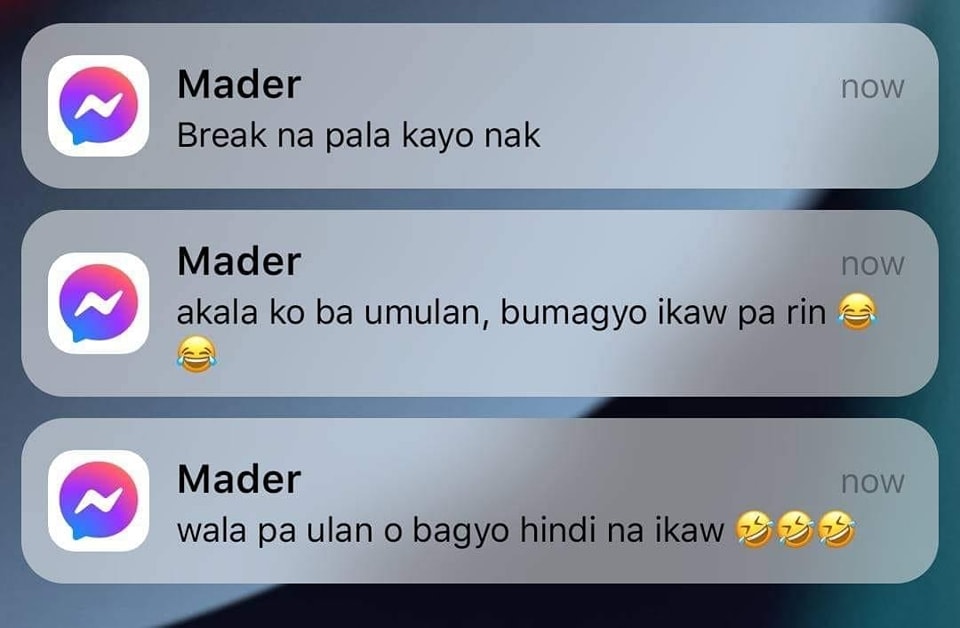 Mader
now
Break na pala kayo nak
Mader
now
akala ko ba umulan, bumagyo ikaw pa rin 😂
😂
Mader
now
wala pa ulan o bagyo hindi na ikaw 🤣🤣🤣